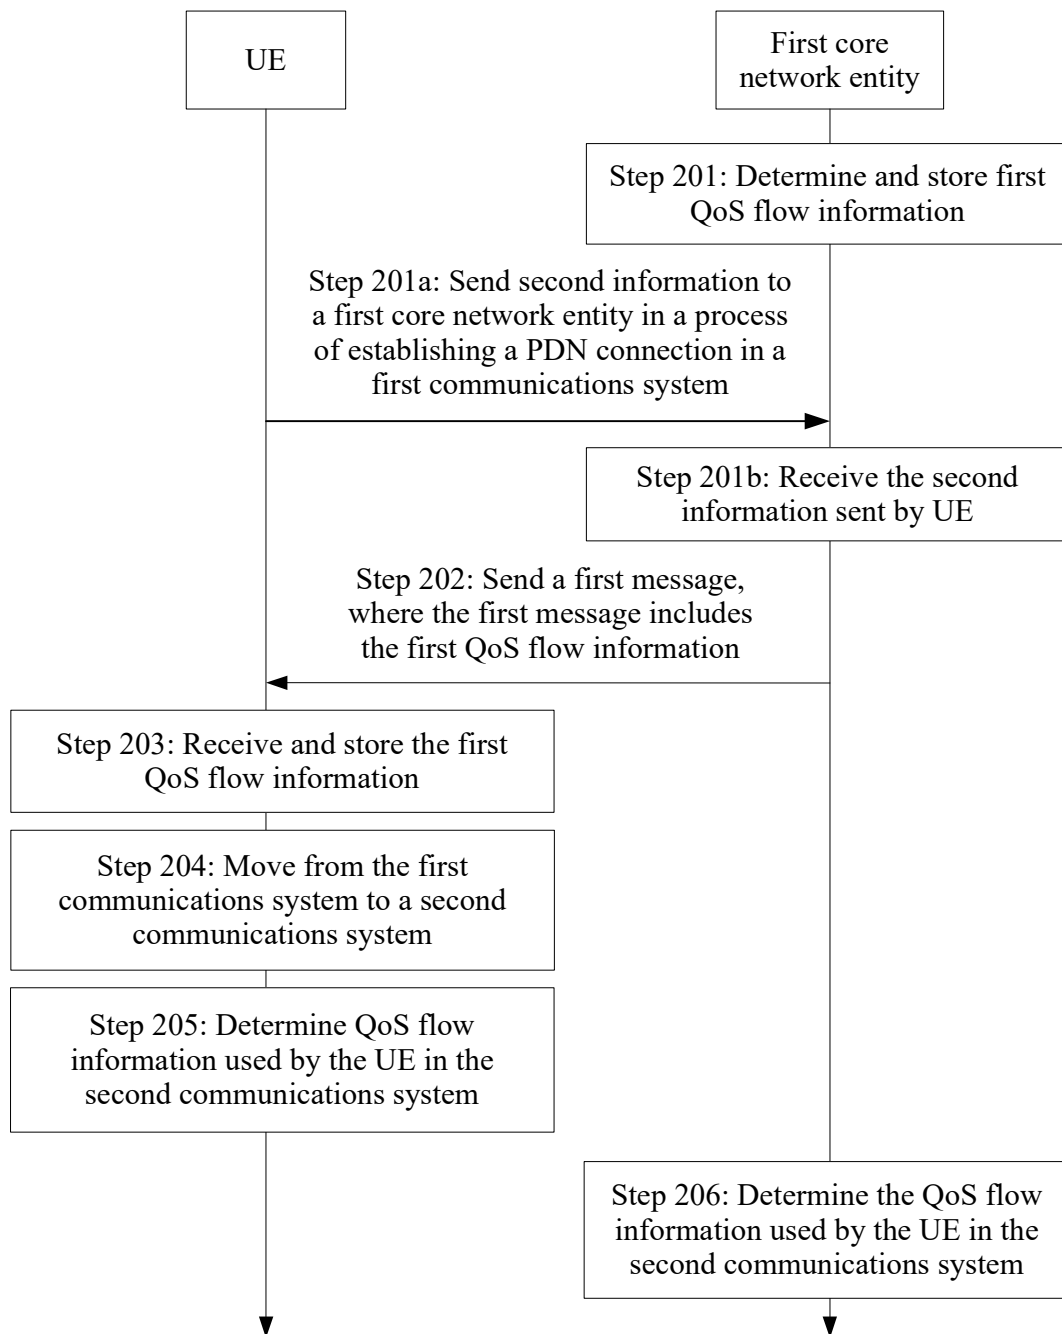 UE
First core
network entity
Step 201: Determine and store first
QoS flow information
Step 201a: Send second information to
a first core network entity in a process
of establishing a PDN connection in a
first communications system
Step 201b: Receive the second
information sent by UE
Step 202: Send a first message,
where the first message includes
the first QoS flow information
Step 203: Receive and store the first
QoS flow information
Step 204: Move from the first
communications system to a second
communications system
Step 205: Determine QoS flow
information used by the UE in the
second communications system
Step 206: Determine the QoS flow
information used by the UE in the
second communications system